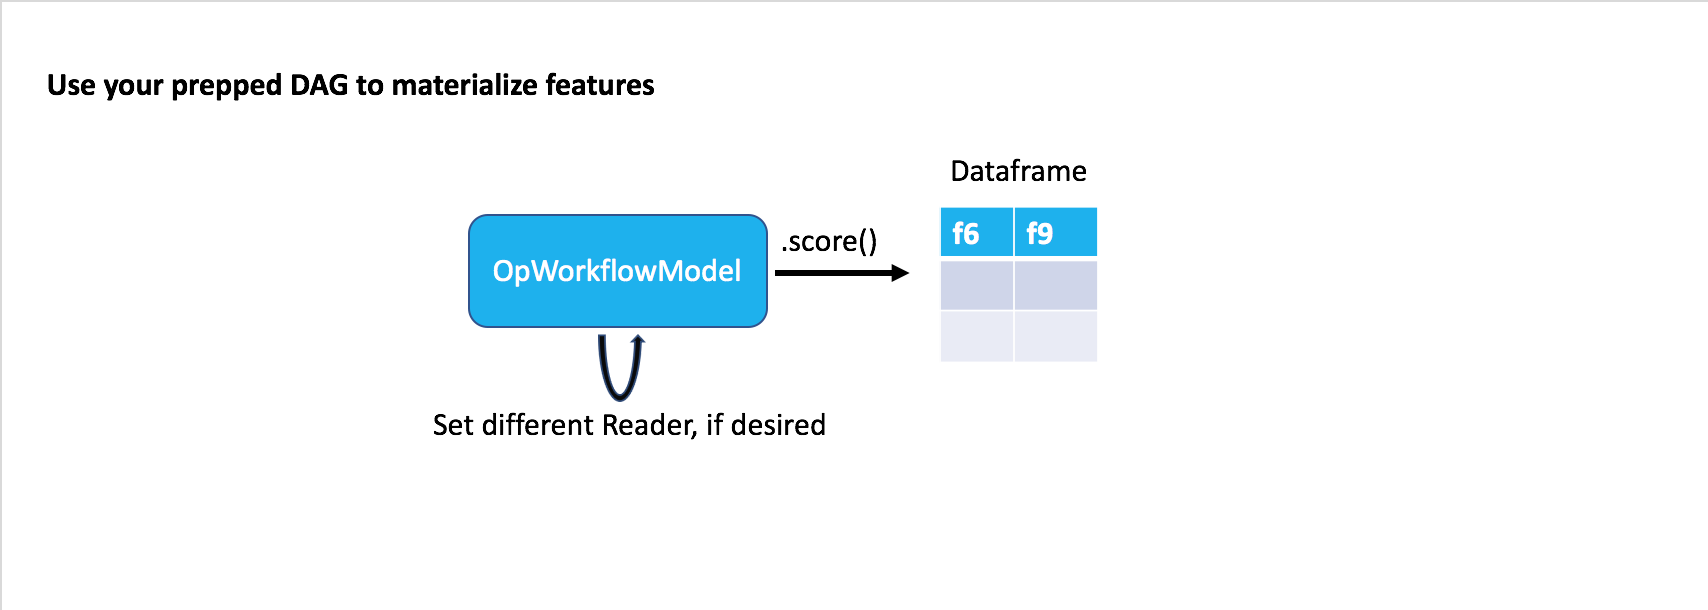 Use your prepped DAG to materialize features
Dataframe
OpWorkflowModel
.score()
f6 f9
Set different Reader, if desired